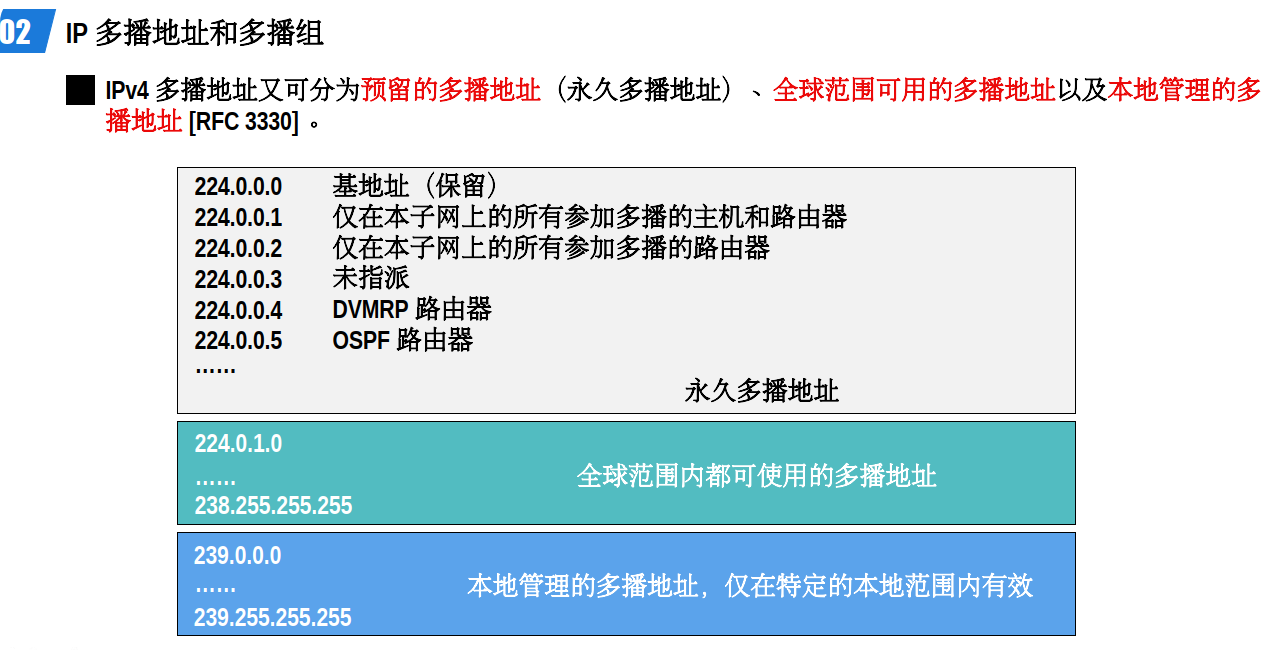 02 IP 多播地址和多播组
IPv4 多播地址又可分为预留的多播地址（永久多播地址）、全球范围可用的多播地址以及本地管理的多
播地址 [RFC 3330] 。
224.0.0.0 基地址（保留）
224.0.0.1 仅在本子网上的所有参加多播的主机和路由器
224.0.0.2 仅在本子网上的所有参加多播的路由器
224.0.0.3 未指派
224.0.0.4 DVMRP 路由器
224.0.0.5 OSPF 路由器
……
永久多播地址
224.0.1.0
……
全球范围内都可使用的多播地址
238.255.255.255
239.0.0.0
……
本地管理的多播地址，仅在特定的本地范围内有效
239.255.255.255